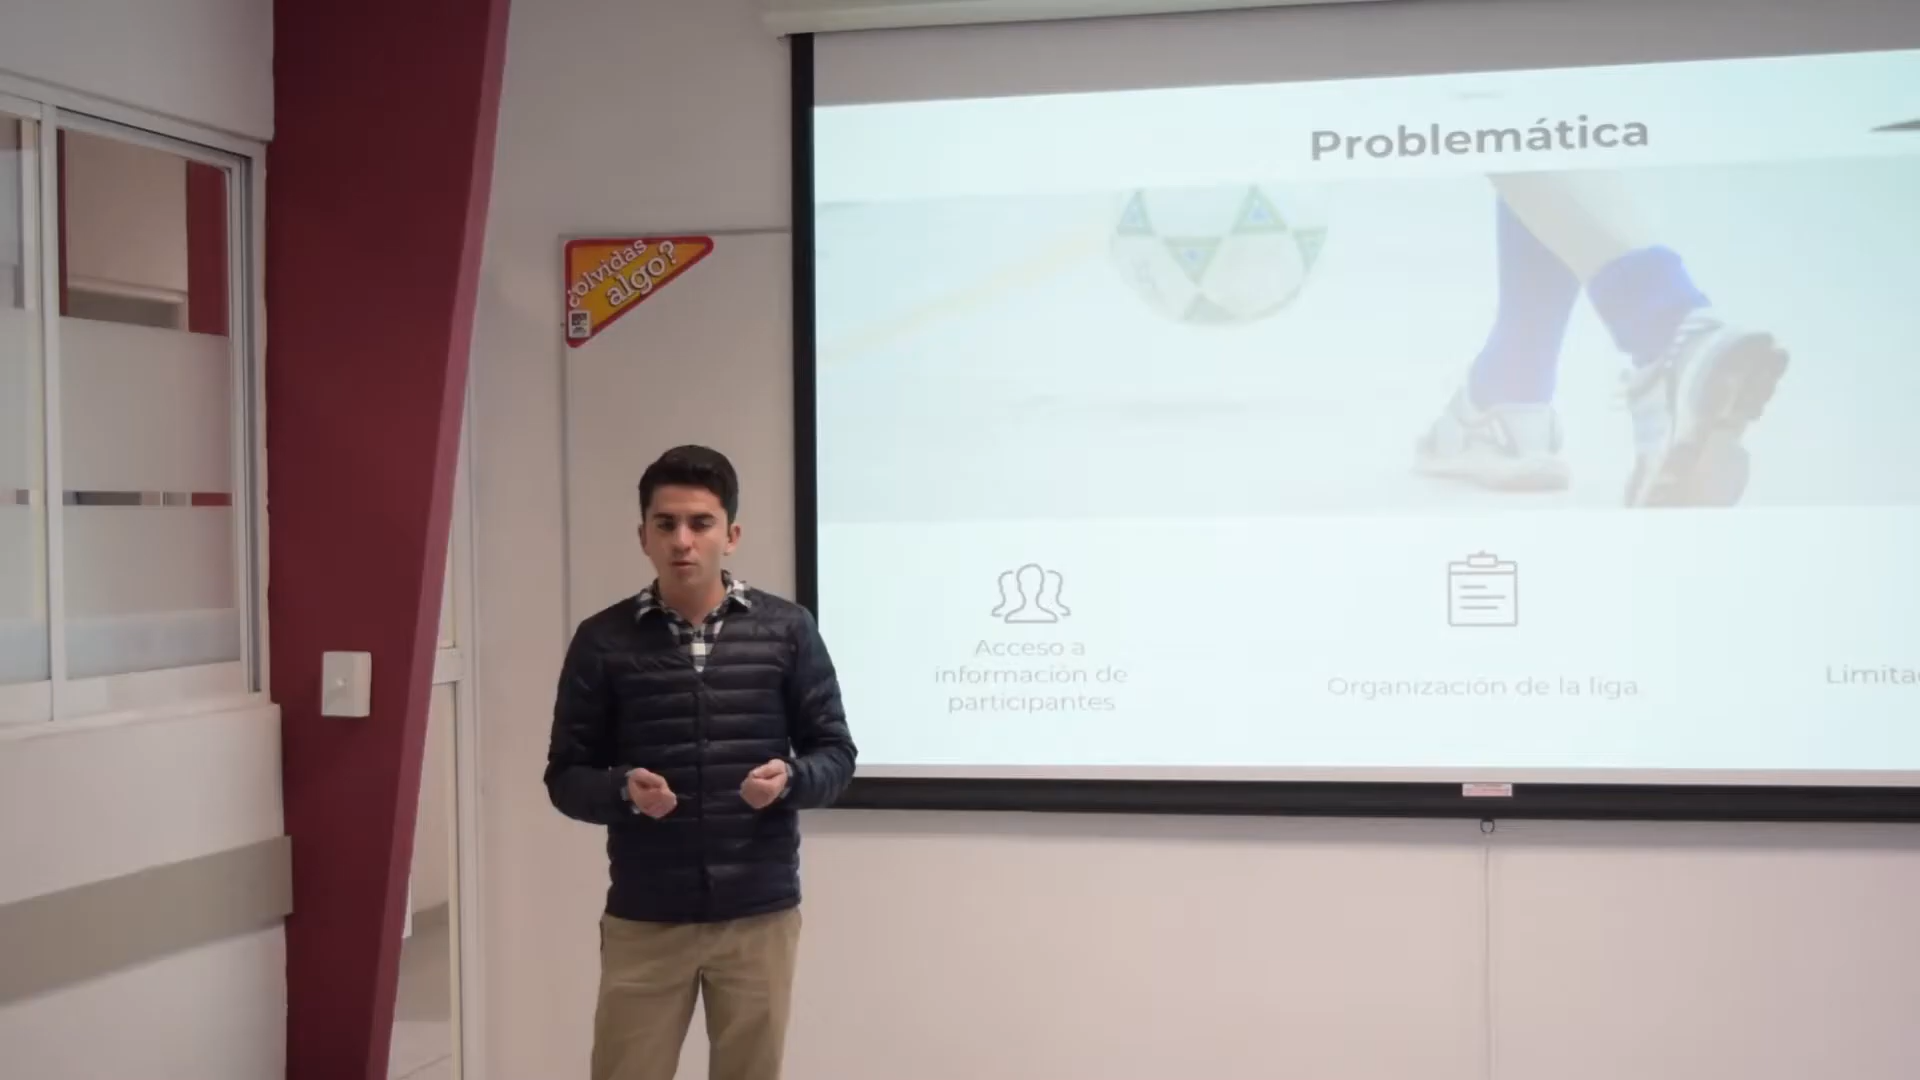 Problemática
¿olvidas
algo?
Acceso a
información de
participantes
Organización de la liga